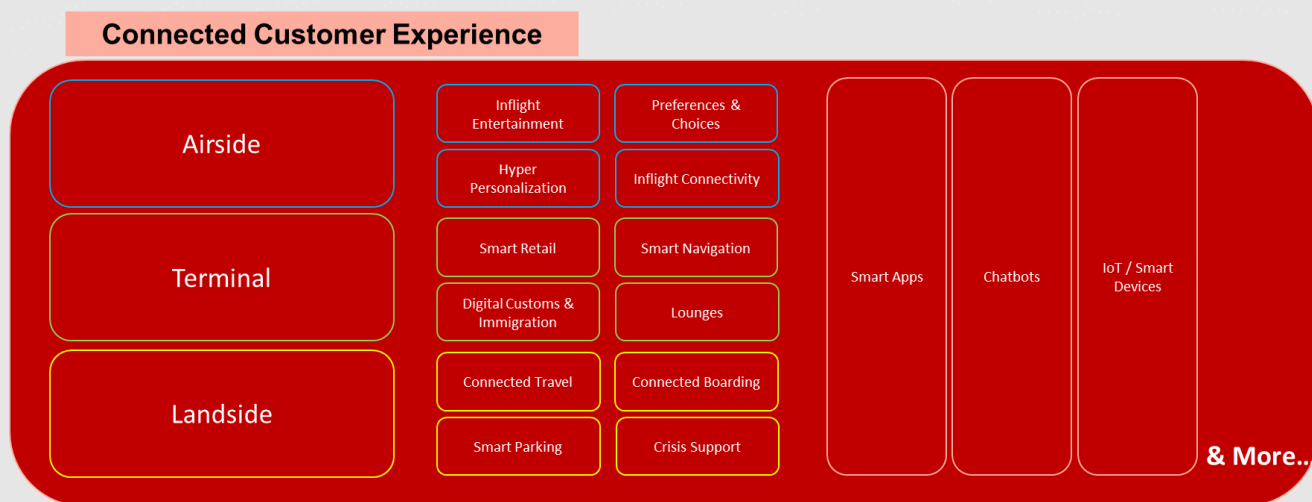 Connected Customer Experience
Airside
Inflight
Entertainment
Preferences &
Choices
Hyper
Personalization
Inflight Connectivity
Terminal
Smart Retail
Smart Navigation
Digital Customs &
Immigration
Lounges
Landside
Connected Travel
Connected Boarding
Smart Parking
Crisis Support
Smart Apps
Chatbots
IoT / Smart
Devices
& More...